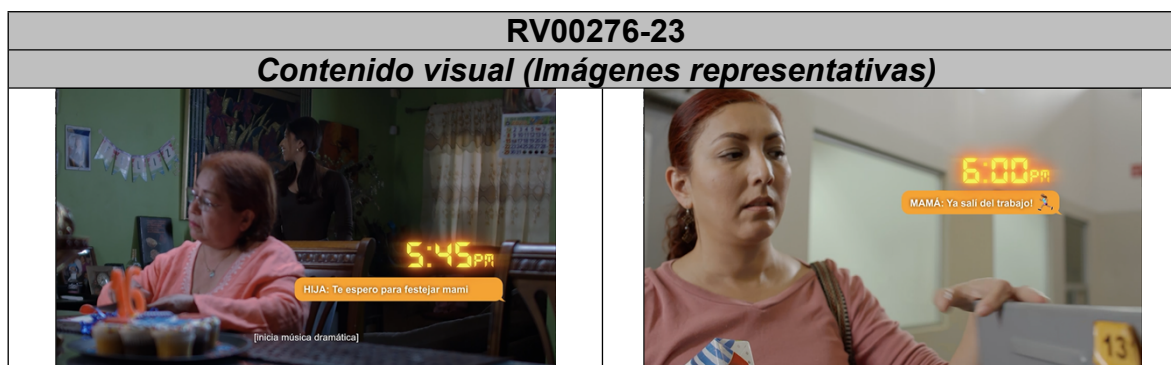 RV00276-23
Contenido visual (Imágenes representativas)
5:45PM
HIJA: Te espero para festejar mami
[inicia música dramática]
6:00PM
MAMÁ: Ya salí del trabajo!
13